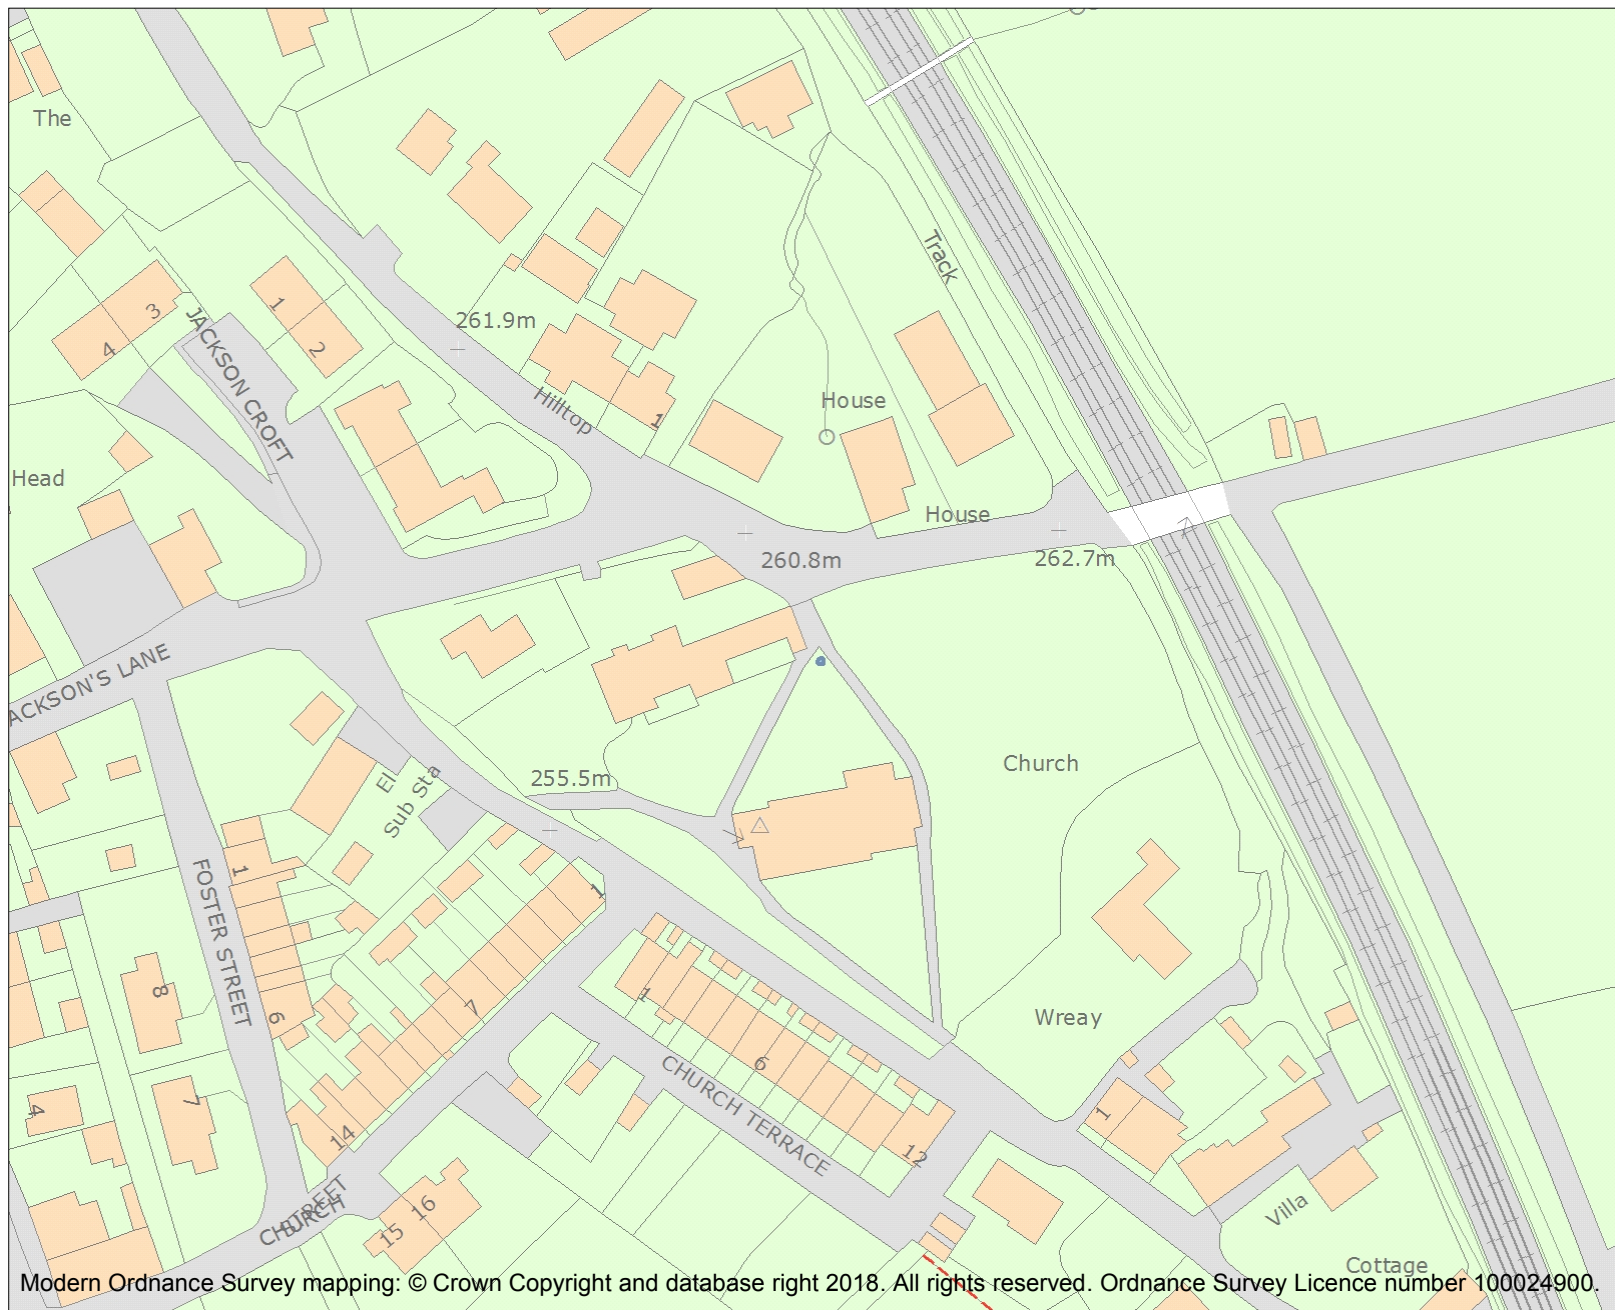 The
Track
3
4
1
2
JACKSON CROFT
261.9m
Hilltop
1
House
Head
House
260.8m
262.7m
ACKSON'S LANE
255.5m
El
Sub Sta
Church
1
FOSTER STREET
1
8
6
7
1
6
Wreay
CHURCH TERRACE
12
1
4
7
14
CHURCH
STREET
15
16
Villa
Cottage
Modern Ordnance Survey mapping: © Crown Copyright and database right 2018. All rights reserved. Ordnance Survey Licence number 100024900.